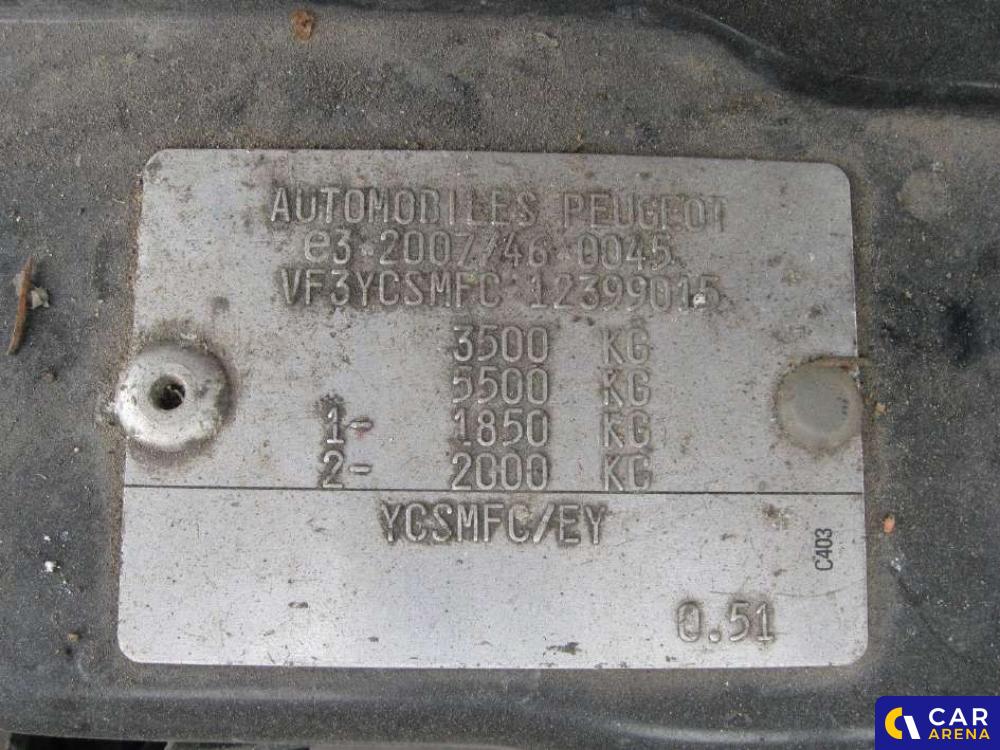 AUTOMOBILES PEUGEOT
e3*2007/46*0045*
VF3YCSMFC 12399015
3500 KG
5500 KG
1- 1850 KG
2- 2000 KG
YCSMFC/EY
C403
0.51
CAR
ARENA